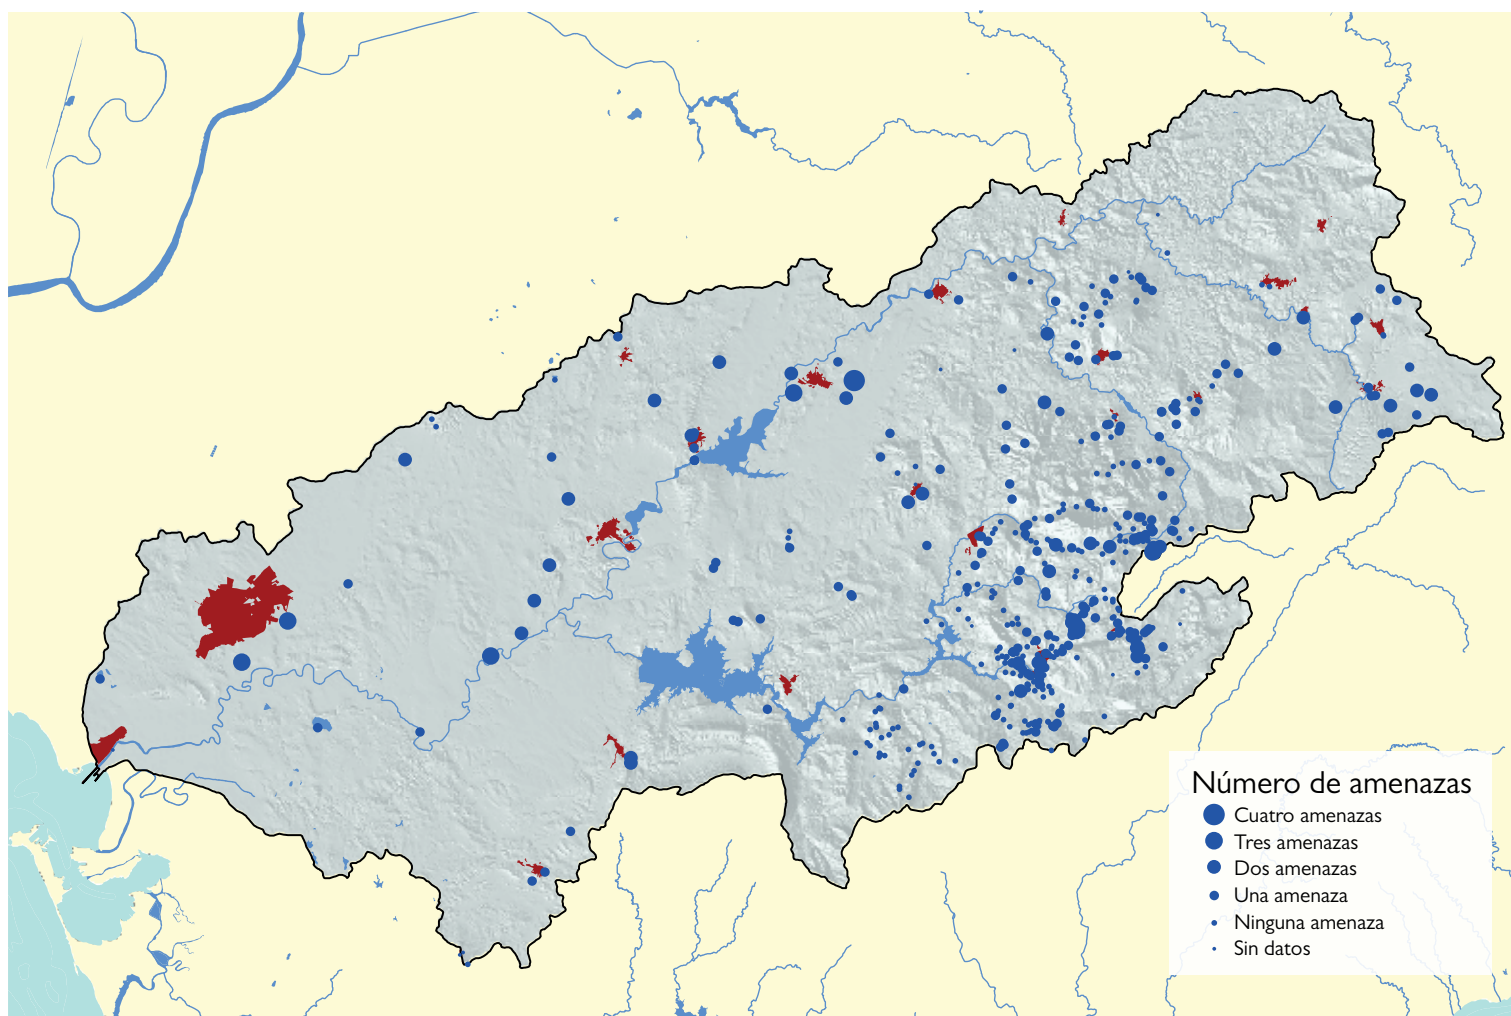 Número de amenazas
Cuatro amenazas
Tres amenazas
Dos amenazas
Una amenaza
Ninguna amenaza
Sin datos